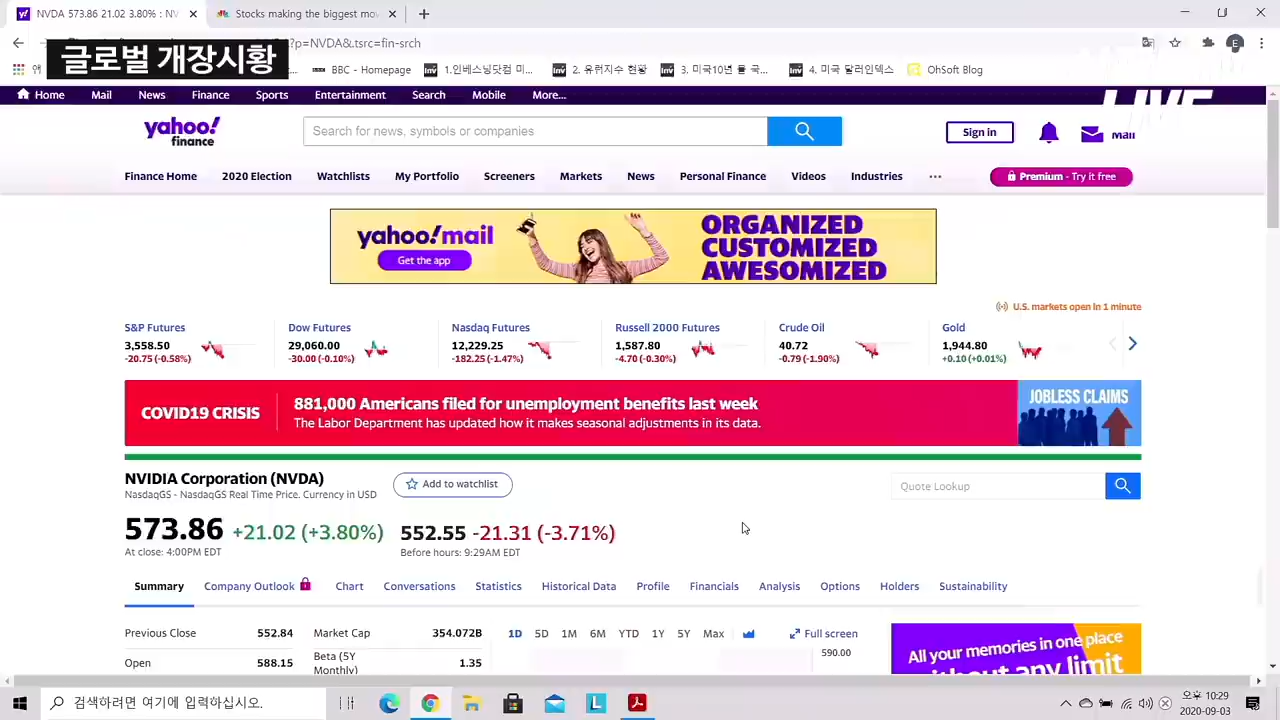 NVDA 573.86 21.02 3.80% : NV
Stocks making the biggest mov
글로벌 개장시황
?p=NVDA&.tsrc=fin-srch
E
BBC - Homepage
1.인베스닝닷컴 미...
2. 유럽지수 현황
3. 미국10년 물 국...
4. 미국 달러인덱스
OhSoft Blog
LIVE
Home Mail News Finance Sports Entertainment Search Mobile More...
yahoo!
finance
Search for news, symbols or companies
Sign in
Mail
Finance Home 2020 Election Watchlists My Portfolio Screeners Markets News Personal Finance Videos Industries ...
Premium - Try it free
yahoo!mail
Get the app
ORGANIZED
CUSTOMIZED
AWESOMIZED
U.S. markets open in 1 minute
S&P Futures
3,558.50
-20.75 (-0.58%)
Dow Futures
29,060.00
-30.00 (-0.10%)
Nasdaq Futures
12,229.25
-182.25 (-1.47%)
Russell 2000 Futures
1,587.80
-4.70 (-0.30%)
Crude Oil
40.72
-0.79 (-1.90%)
Gold
1,944.80
+0.10 (+0.01%)
COVID19 CRISIS
881,000 Americans filed for unemployment benefits last week
The Labor Department has updated how it makes seasonal adjustments in its data.
JOBLESS CLAIMS
NVIDIA Corporation (NVDA)
NasdaqGS - NasdaqGS Real Time Price. Currency in USD
Add to watchlist
Quote Lookup
573.86 +21.02 (+3.80%)
At close: 4:00PM EDT
552.55 -21.31 (-3.71%)
Before hours: 9:29AM EDT
Summary Company Outlook Chart Conversations Statistics Historical Data Profile Financials Analysis Options Holders Sustainability
Previous Close 552.84
Open 588.15
Market Cap 354.072B
Beta (5Y
Monthly) 1.35
1D 5D 1M 6M YTD 1Y 5Y Max
Full screen
590.00
All your memories in one place
without any limit
검색하려면 여기에 입력하십시오.
오후 10:29
2020-09-03